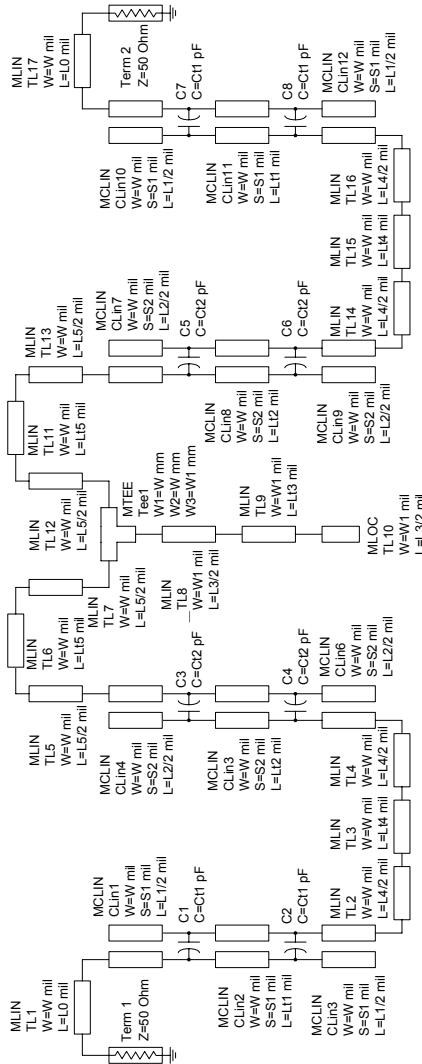 MLIN
TL1
W=W mil
L=L0 mil
Term 1
Z=50 Ohm
MCLIN
CLin1
W=W mil
S=S1 mil
L=L1/2 mil
C1
C=Ct1 pF
MCLIN
CLin2
W=W mil
S=S1 mil
L=Lt1 mil
C2
C=Ct1 pF
MCLIN
CLin3
W=W mil
S=S1 mil
L=L1/2 mil
MLIN
TL2
W=W mil
L=L4/2 mil
MLIN
TL3
W=W mil
L=Lt4 mil
MLIN
TL4
W=W mil
L=L4/2 mil
MLIN
TL5
W=W mil
L=L5/2 mil
MCLIN
CLin4
W=W mil
S=S2 mil
L=L2/2 mil
C3
C=Ct2 pF
MCLIN
CLin3
W=W mil
S=S2 mil
L=Lt2 mil
C4
C=Ct2 pF
MCLIN
CLin6
W=W mil
S=S2 mil
L=L2/2 mil
MLIN
TL6
W=W mil
L=Lt5 mil
MLIN
TL7
W=W mil
L=L5/2 mil
MTEE
Tee1
W1=W mm
W2=W mm
W3=W1 mm
MLIN
TL8
W=W1 mil
L=L3/2 mil
MLIN
TL9
W=W1 mil
L=Lt3 mil
MLOC
TL10
W=W1 mil
L=L3/2 mil
MLIN
TL12
W=W mil
L=L5/2 mil
MLIN
TL11
W=W mil
L=Lt5 mil
MLIN
TL13
W=W mil
L=L5/2 mil
MCLIN
CLin7
W=W mil
S=S2 mil
L=L2/2 mil
C5
C=Ct2 pF
MCLIN
CLin8
W=W mil
S=S2 mil
L=Lt2 mil
C6
C=Ct2 pF
MCLIN
CLin9
W=W mil
S=S2 mil
L=L2/2 mil
MLIN
TL14
W=W mil
L=L4/2 mil
MLIN
TL15
W=W mil
L=Lt4 mil
MLIN
TL16
W=W mil
L=L4/2 mil
MCLIN
CLin10
W=W mil
S=S1 mil
L=L1/2 mil
C7
C=Ct1 pF
MCLIN
CLin11
W=W mil
S=S1 mil
L=Lt1 mil
C8
C=Ct1 pF
MCLIN
CLin12
W=W mil
S=S1 mil
L=L1/2 mil
MLIN
TL17
W=W mil
L=L0 mil
Term 2
Z=50 Ohm